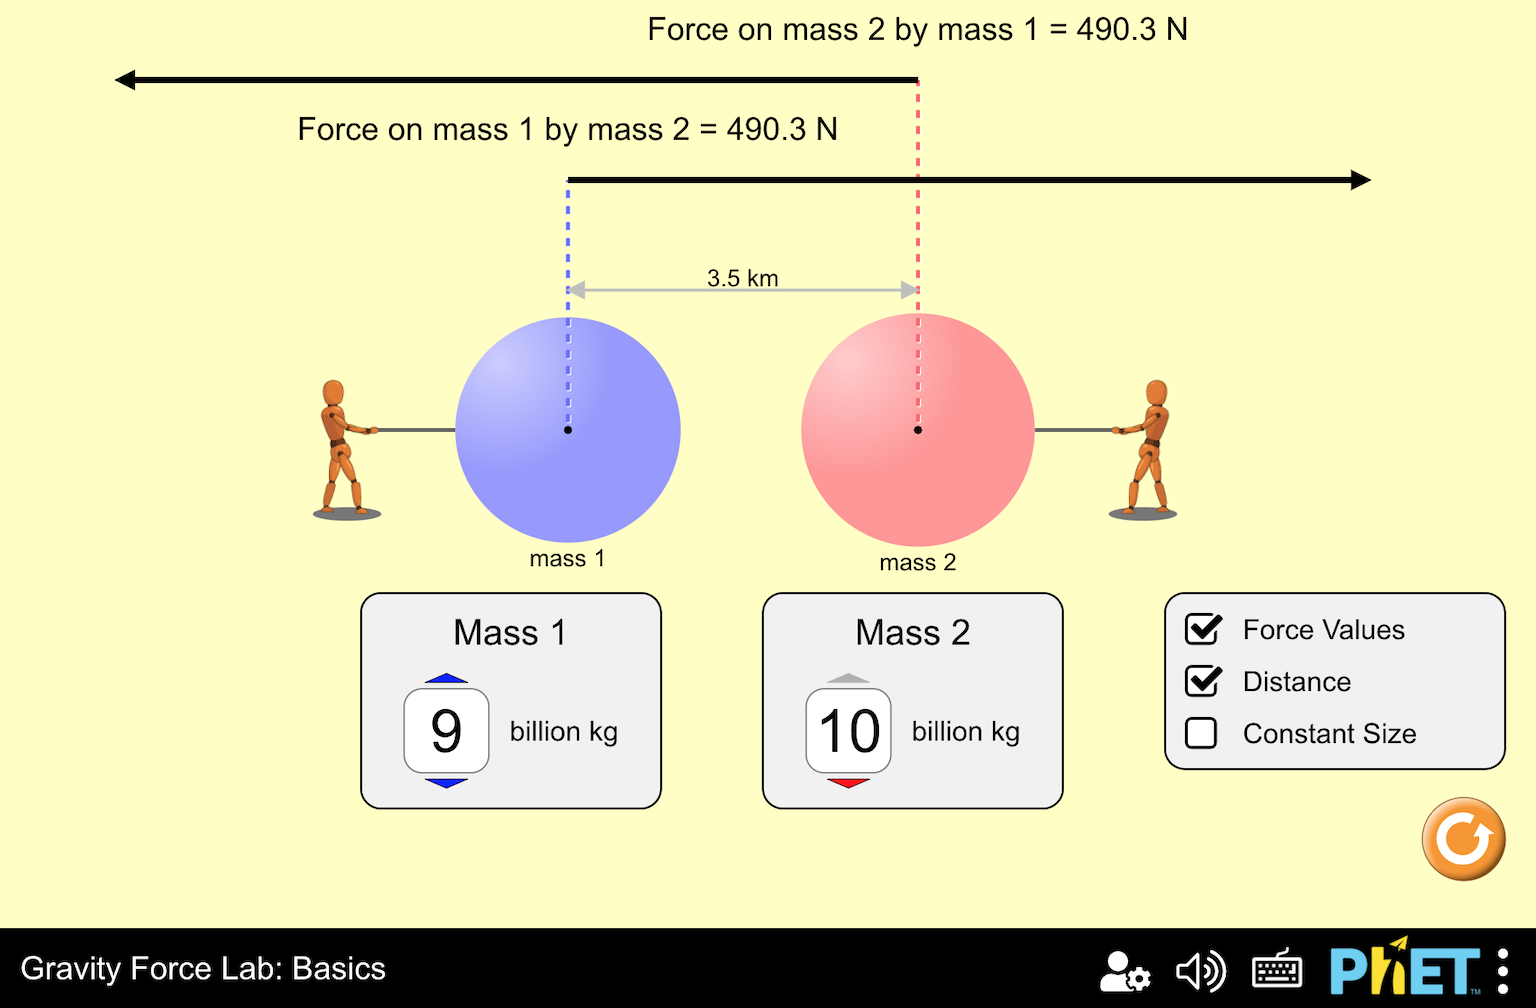 Force on mass 2 by mass 1 = 490.3 N
Force on mass 1 by mass 2 = 490.3 N
3.5 km
mass 1
mass 2
Mass 1
9 billion kg
Mass 2
10 billion kg
Force Values
Distance
Constant Size
Gravity Force Lab: Basics
PhET™